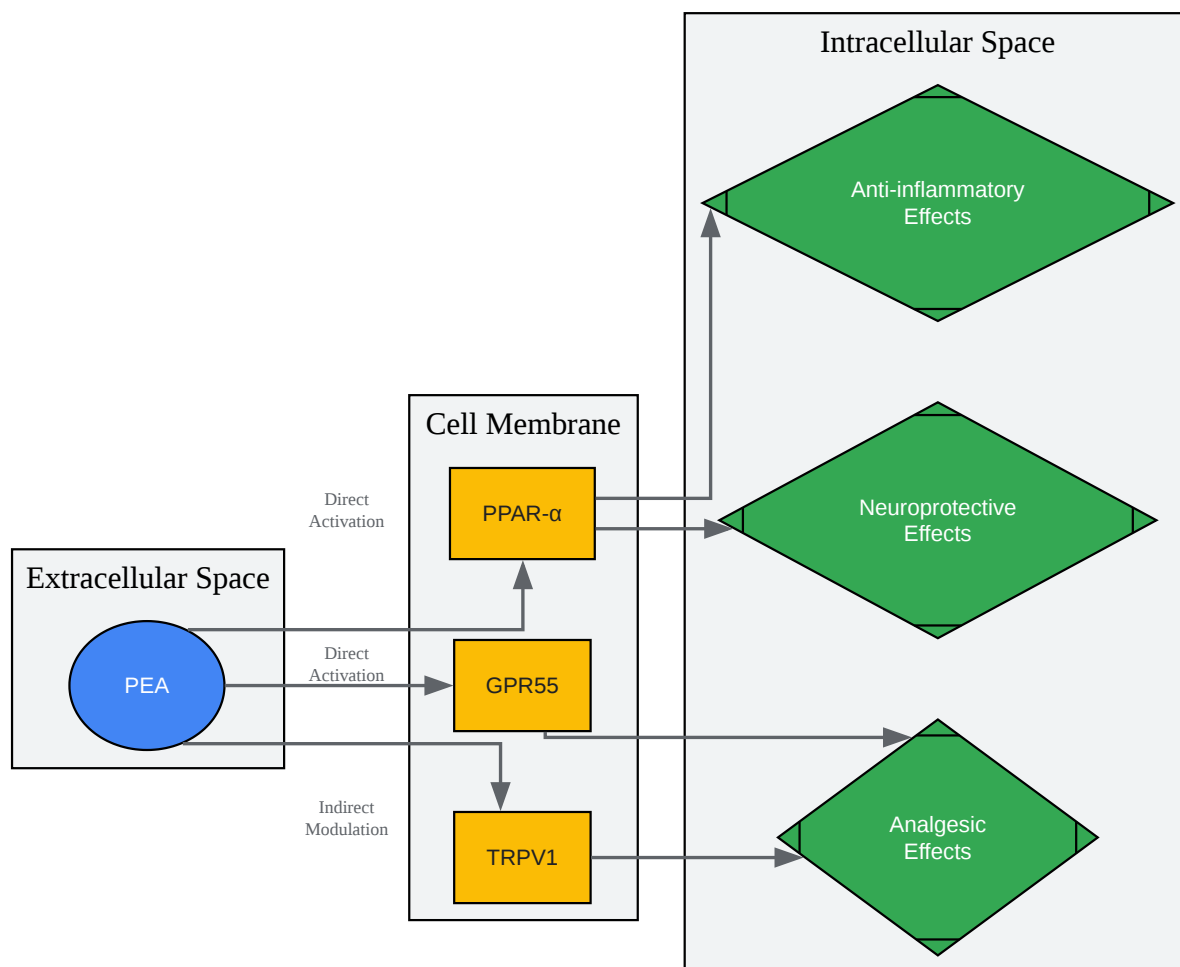 Intracellular Space
Anti-inflammatory
Effects
Cell Membrane
Direct
Activation
PPAR-α
Neuroprotective
Effects
Extracellular Space
PEA
Direct
Activation
GPR55
Indirect
Modulation
TRPV1
Analgesic
Effects